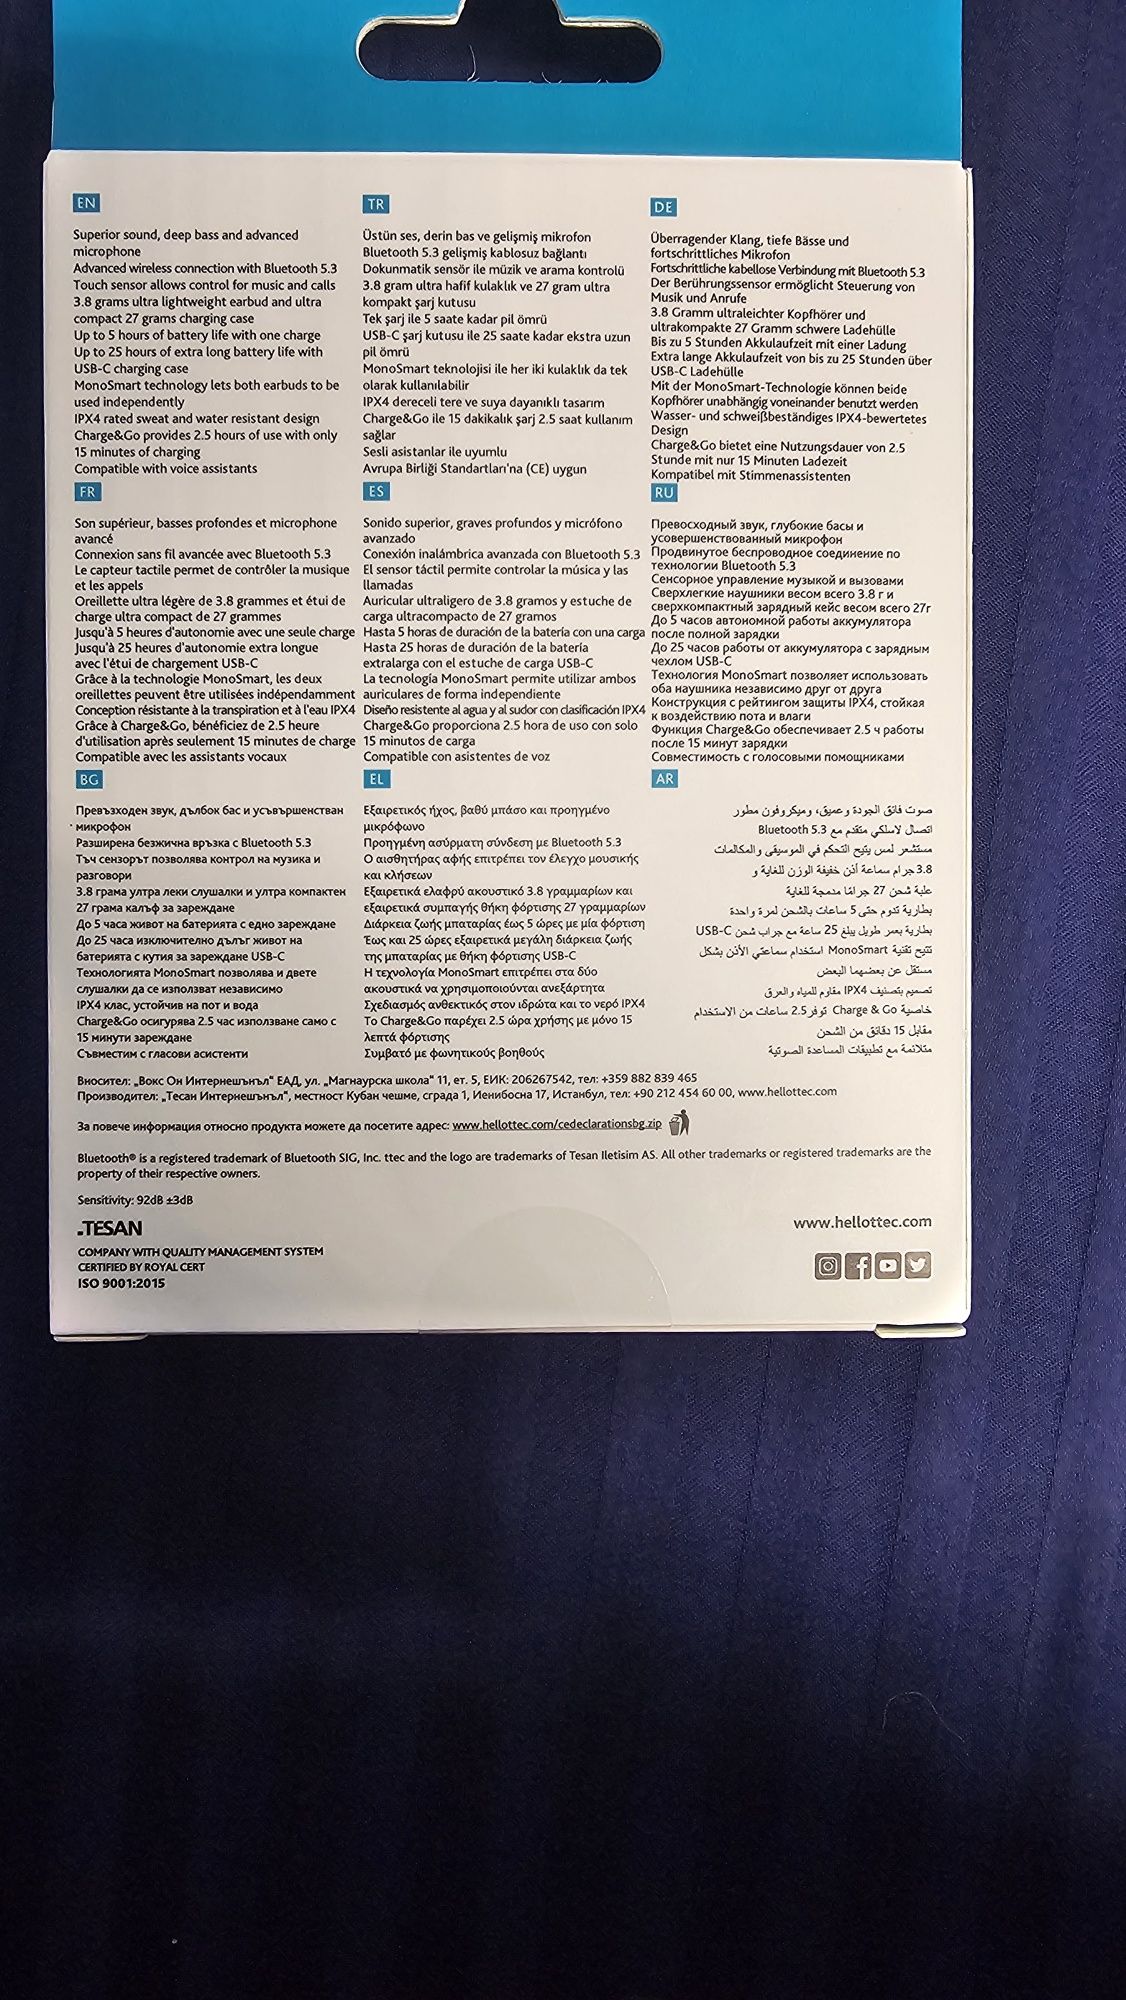 EN
Superior sound, deep bass and advanced
microphone
Advanced wireless connection with Bluetooth 5.3
Touch sensor allows control for music and calls
3.8 grams ultra lightweight earbud and ultra
compact 27 grams charging case
Up to 5 hours of battery life with one charge
Up to 25 hours of extra long battery life with
USB-C charging case
MonoSmart technology lets both earbuds to be
used independently
IPX4 rated sweat and water resistant design
Charge&Go provides 2.5 hours of use with only
15 minutes of charging
Compatible with voice assistants
TR
Üstün ses, derin bas ve gelişmiş mikrofon
Bluetooth 5.3 gelişmiş kablosuz bağlantı
Dokunmatik sensör ile müzik ve arama kontrolü
3.8 gram ultra hafif kulaklık ve 27 gram ultra
kompakt şarj kutusu
Tek şarj ile 5 saate kadar pil ömrü
USB-C şarj kutusu ile 25 saate kadar ekstra uzun
pil ömrü
MonoSmart teknolojisi ile her iki kulaklık da tek
olarak kullanılabilir
IPX4 dereceli tere ve suya dayanıklı tasarım
Charge&Go ile 15 dakikalık şarj 2.5 saat kullanım
sağlar
Sesli asistanlar ile uyumlu
Avrupa Birliği Standartları'na (CE) uygun
DE
Überragender Klang, tiefe Bässe und
fortschrittliches Mikrofon
Fortschrittliche kabellose Verbindung mit Bluetooth 5.3
Der Berührungssensor ermöglicht Steuerung von
Musik und Anrufe
3.8 Gramm ultraleichter Kopfhörer und
ultrakompakte 27 Gramm schwere Ladehülle
Bis zu 5 Stunden Akkulaufzeit mit einer Ladung
Extra lange Akkulaufzeit von bis zu 25 Stunden über
USB-C Ladehülle
Mit der MonoSmart-Technologie können beide
Kopfhörer unabhängig voneinander benutzt werden
Wasser- und schweißbeständiges IPX4-bewertetes
Design
Charge&Go bietet eine Nutzungsdauer von 2.5
Stunde mit nur 15 Minuten Ladezeit
Kompatibel mit Stimmenassistenten
FR
Son supérieur, basses profondes et microphone
avancé
Connexion sans fil avancée avec Bluetooth 5.3
Le capteur tactile permet de contrôler la musique
et les appels
Oreillette ultra légère de 3.8 grammes et étui de
charge ultra compact de 27 grammes
Jusqu'à 5 heures d'autonomie avec une seule charge
Jusqu'à 25 heures d'autonomie extra longue
avec l'étui de chargement USB-C
Grâce à la technologie MonoSmart, les deux
oreillettes peuvent être utilisées indépendamment
Conception résistante à la transpiration et à l'eau IPX4
Grâce à Charge&Go, bénéficiez de 2.5 heure
d'utilisation après seulement 15 minutes de charge
Compatible avec les assistants vocaux
ES
Sonido superior, graves profundos y micrófono
avanzado
Conexión inalámbrica avanzada con Bluetooth 5.3
El sensor táctil permite controlar la música y las
llamadas
Auricular ultraligero de 3.8 gramos y estuche de
carga ultracompacto de 27 gramos
Hasta 5 horas de duración de la batería con una carga
Hasta 25 horas de duración de la batería
extralarga con el estuche de carga USB-C
La tecnología MonoSmart permite utilizar ambos
auriculares de forma independiente
Diseño resistente al agua y al sudor con clasificación IPX4
Charge&Go proporciona 2.5 hora de uso con solo
15 minutos de carga
Compatible con asistentes de voz
RU
Превосходный звук, глубокие басы и
усовершенствованный микрофон
Продвинутое беспроводное соединение по
технологии Bluetooth 5.3
Сенсорное управление музыкой и вызовами
Сверхлегкие наушники весом всего 3.8 г и
сверхкомпактный зарядный кейс весом всего 27г
До 5 часов автономной работы аккумулятора
после полной зарядки
До 25 часов работы от аккумулятора с зарядным
чехлом USB-C
Технология MonoSmart позволяет использовать
оба наушника независимо друг от друга
Конструкция с рейтингом защиты IPX4, стойкая
к воздействию пота и влаги
Функция Charge&Go обеспечивает 2.5 ч работы
после 15 минут зарядки
Совместимость с голосовыми помощниками
BG
Превъзходен звук, дълбок бас и усъвършенстван
микрофон
Разширена безжична връзка с Bluetooth 5.3
Тъч сензорът позволява контрол на музика и
разговори
3.8 грама ултра леки слушалки и ултра компактен
27 грама калъф за зареждане
До 5 часа живот на батерията с едно зареждане
До 25 часа изключително дълъг живот на
батерията с кутия за зареждане USB-C
Технологията MonoSmart позволява и двете
слушалки да се използват независимо
IPX4 клас, устойчив на пот и вода
Charge&Go осигурява 2.5 час използване само с
15 минути зареждане
Съвместим с гласови асистенти
EL
Εξαιρετικός ήχος, βαθύ μπάσο και προηγμένο
μικρόφωνο
Προηγμένη ασύρματη σύνδεση με Bluetooth 5.3
Ο αισθητήρας αφής επιτρέπει τον έλεγχο μουσικής
και κλήσεων
Εξαιρετικά ελαφρύ ακουστικό 3.8 γραμμαρίων και
εξαιρετικά συμπαγής θήκη φόρτισης 27 γραμμαρίων
Διάρκεια ζωής μπαταρίας έως 5 ώρες με μία φόρτιση
Έως και 25 ώρες εξαιρετικά μεγάλη διάρκεια ζωής
της μπαταρίας με θήκη φόρτισης USB-C
Η τεχνολογία MonoSmart επιτρέπει στα δύο
ακουστικά να χρησιμοποιούνται ανεξάρτητα
Σχεδιασμός ανθεκτικός στον ιδρώτα και το νερό IPX4
Το Charge&Go παρέχει 2.5 ώρα χρήσης με μόνο 15
λεπτά φόρτισης
Συμβατό με φωνητικούς βοηθούς
AR
صوت فائق الجودة وعميق، وميكروفون مطور
اتصال لاسلكي متقدم مع Bluetooth 5.3
مستشعر لمس يتيح التحكم في الموسيقى والمكالمات
3.8 جرام سماعة أذن خفيفة الوزن للغاية و
علبة شحن 27 جرامًا مدمجة للغاية
بطارية تدوم حتى 5 ساعات بالشحن لمرة واحدة
بطارية بعمر طويل يبلغ 25 ساعة مع جراب شحن USB-C
تتيح تقنية MonoSmart استخدام سماعتي الأذن بشكل
مستقل عن بعضهما البعض
تصميم بتصنيف IPX4 مقاوم للمياه والعرق
خاصية Charge & Go توفر 2.5 ساعات من الاستخدام
مقابل 15 دقائق من الشحن
متلائمة مع تطبيقات المساعدة الصوتية
Вносител: „Вокс Он Интернешънъл" ЕАД, ул. „Магнаурска школа" 11, ет. 5, ЕИК: 206267542, тел: +359 882 839 465
Производител: „Тесан Интернешънъл", местност Кубан чешме, сграда 1, Иенибосна 17, Истанбул, тел: +90 212 454 60 00, www.hellottec.com
За повече информация относно продукта можете да посетите адрес: www.hellottec.com/cedeclarationsbg.zip
Bluetooth® is a registered trademark of Bluetooth SIG, Inc. ttec and the logo are trademarks of Tesan Iletisim AS. All other trademarks or registered trademarks are the
property of their respective owners.
Sensitivity: 92dB ±3dB
.TESAN
COMPANY WITH QUALITY MANAGEMENT SYSTEM
CERTIFIED BY ROYAL CERT
ISO 9001:2015
www.hellottec.com